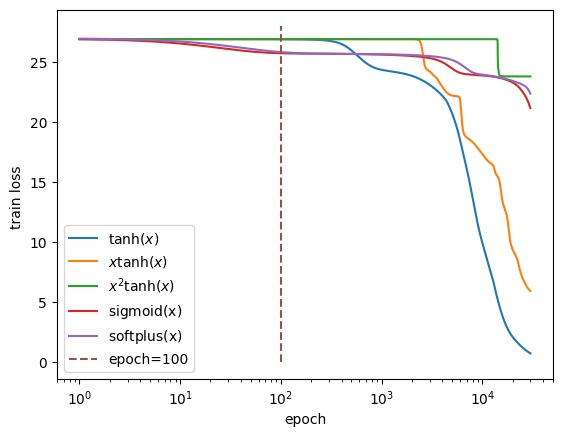 25
20
15
10
5
0
train loss
tanh(x)
xtanh(x)
x²tanh(x)
sigmoid(x)
softplus(x)
epoch=100
10⁰ 10¹ 10² 10³ 10⁴
epoch